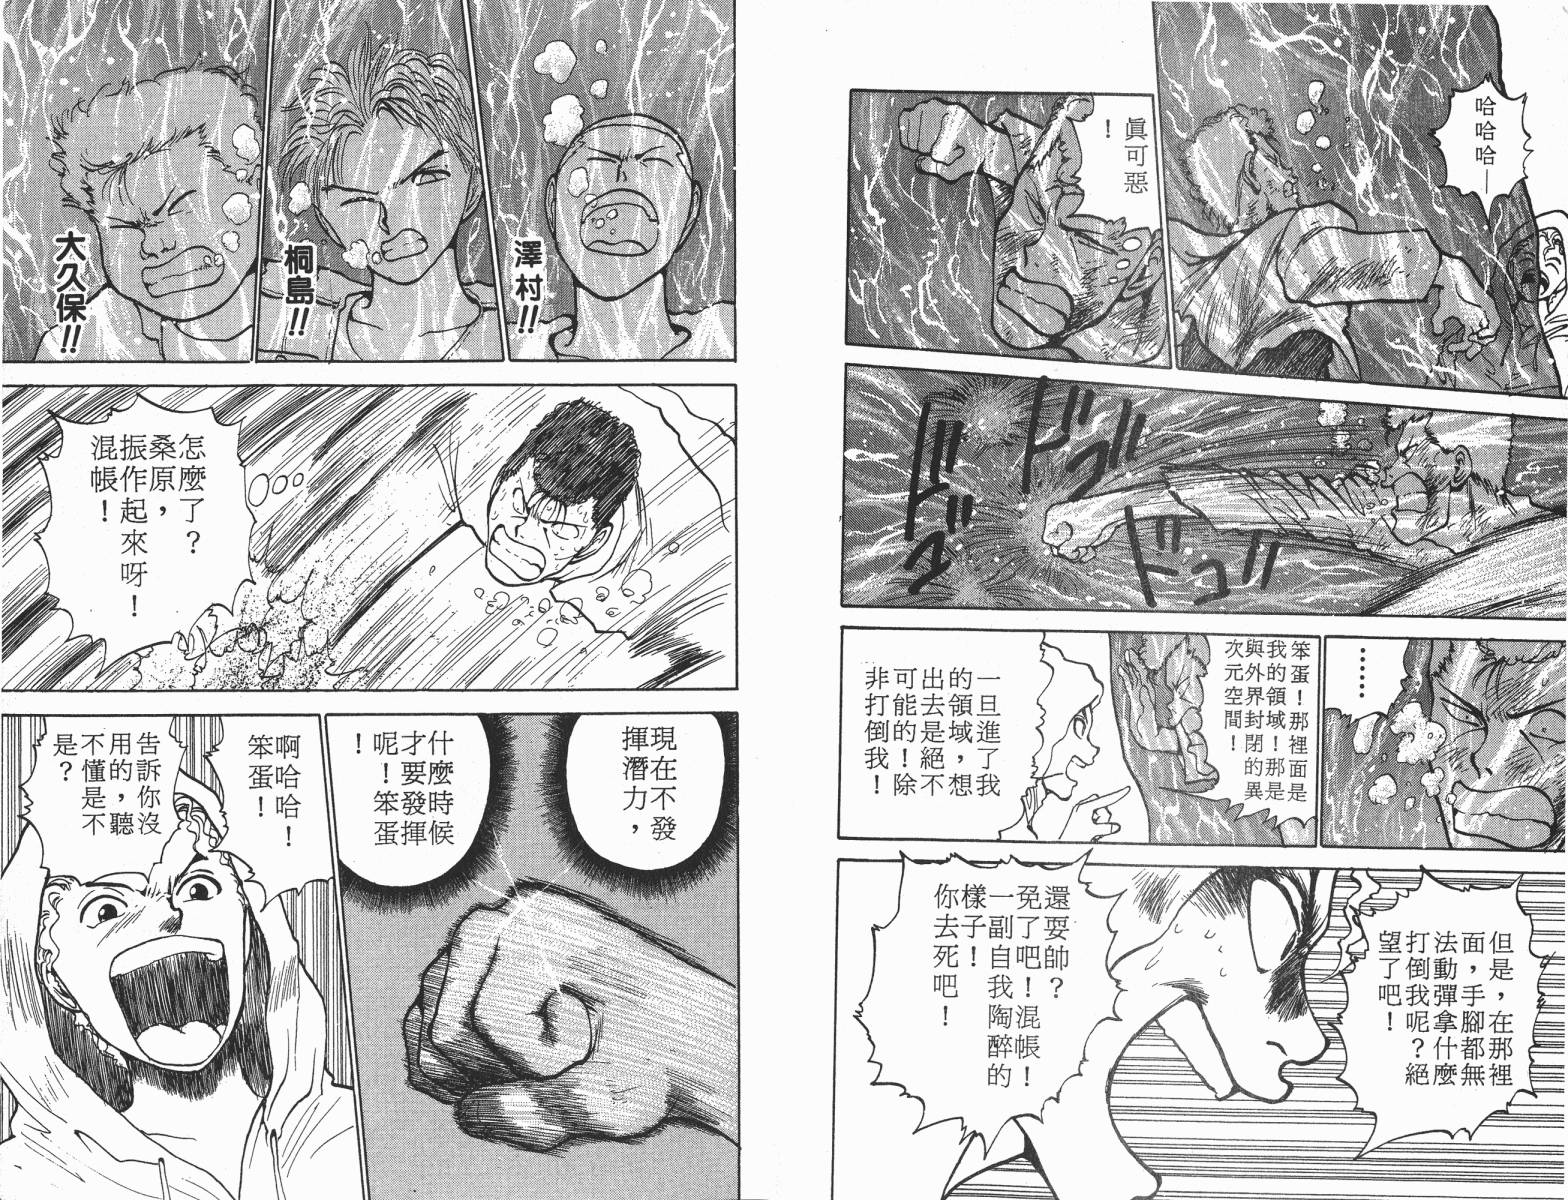 哈哈哈—
眞可惡
！
ドドュュ
ドュ〃
……
笨蛋！那裡面是
我的領域！那是
與外界封閉的異
次元空間！
一旦進了我
的領域，想
出去是絕不
可能的！除
非打倒我！
但是，在那裡
面，手腳都無
法動彈拿什麼
打倒我呢？絕
望了吧！
還耍帥？
免了吧！混帳！
一副自我陶醉的
樣子！
你去死吧！
澤村!!
桐島!!
大久保!!
怎麼了？
桑原，
振作起來呀！
混帳！
現在不發
揮潛力，
什麼時候
才要發揮
呢！笨蛋
！
啊哈哈！
笨蛋！
告訴你沒
用的，聽
不懂是不
是？